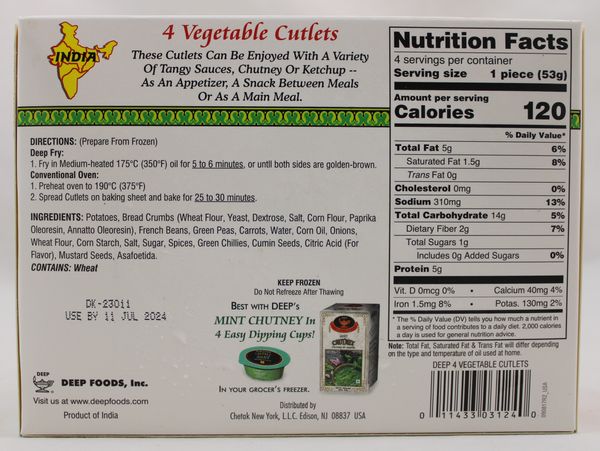 INDIA
4 Vegetable Cutlets
These Cutlets Can Be Enjoyed With A Variety
Of Tangy Sauces, Chutney Or Ketchup --
As An Appetizer, A Snack Between Meals
Or As A Main Meal.
DIRECTIONS: (Prepare From Frozen)
Deep Fry:
1. Fry in Medium-heated 175°C (350°F) oil for 5 to 6 minutes, or until both sides are golden-brown.
Conventional Oven:
1. Preheat oven to 190°C (375°F)
2. Spread Cutlets on baking sheet and bake for 25 to 30 minutes.
INGREDIENTS: Potatoes, Bread Crumbs (Wheat Flour, Yeast, Dextrose, Salt, Corn Flour, Paprika
Oleoresin, Annatto Oleoresin), French Beans, Green Peas, Carrots, Water, Corn Oil, Onions,
Wheat Flour, Corn Starch, Salt, Sugar, Spices, Green Chillies, Cumin Seeds, Citric Acid (For
Flavor), Mustard Seeds, Asafoetida.
CONTAINS: Wheat
DK-23011
USE BY 11 JUL 2024
KEEP FROZEN
Do Not Refreeze After Thawing
BEST WITH DEEP'S
MINT CHUTNEY In
4 Easy Dipping Cups!
CHUTNEY
IN YOUR GROCER'S FREEZER.
DEEP
DEEP FOODS, Inc.
Visit us at www.deepfoods.com
Product of India
Distributed by
Chetak New York, L.L.C. Edison, NJ 08837 USA
Nutrition Facts
4 servings per container
Serving size 1 piece (53g)
Amount per serving
Calories 120
% Daily Value*
Total Fat 5g 6%
Saturated Fat 1.5g 8%
Trans Fat 0g
Cholesterol 0mg 0%
Sodium 310mg 13%
Total Carbohydrate 14g 5%
Dietary Fiber 2g 7%
Total Sugars 1g
Includes 0g Added Sugars 0%
Protein 5g
Vit. D 0mcg 0% • Calcium 40mg 4%
Iron 1.5mg 8% • Potas. 130mg 2%
* The % Daily Value (DV) tells you how much a nutrient in
a serving of food contributes to a daily diet. 2,000 calories
a day is used for general nutrition advice.
Note: Total Fat, Saturated Fat & Trans Fat will differ depending
on the type and temperature of oil used at home.
DEEP 4 VEGETABLE CUTLETS
0 11433 03124 0